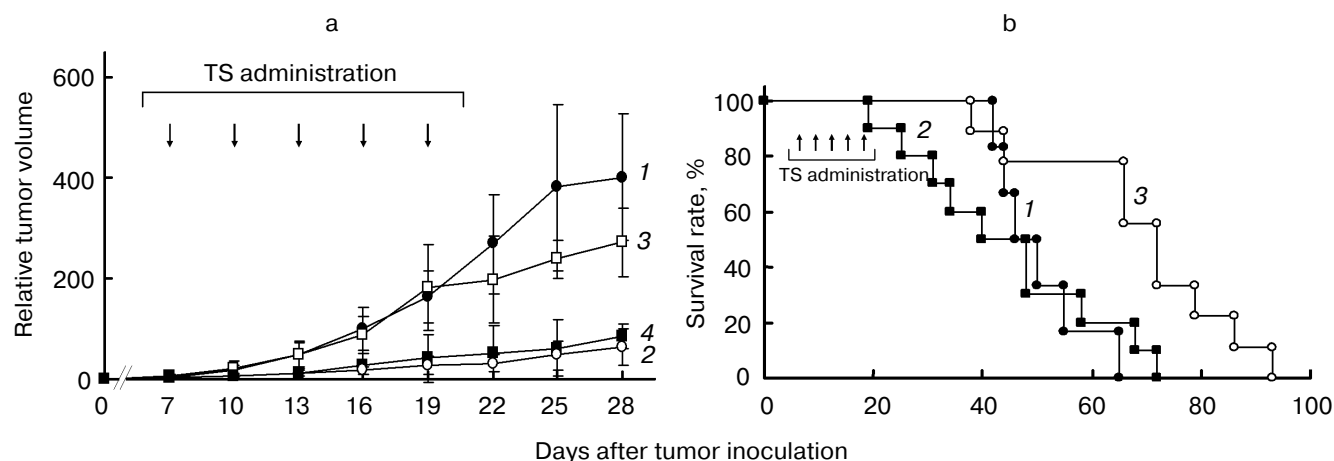 a
Relative tumor volume
600
400
200
0
TS administration
1
3
4
2
0 7 10 13 16 19 22 25 28
b
Survival rate, %
100
80
60
40
20
0
2
TS administration
1
3
0 20 40 60 80 100
Days after tumor inoculation